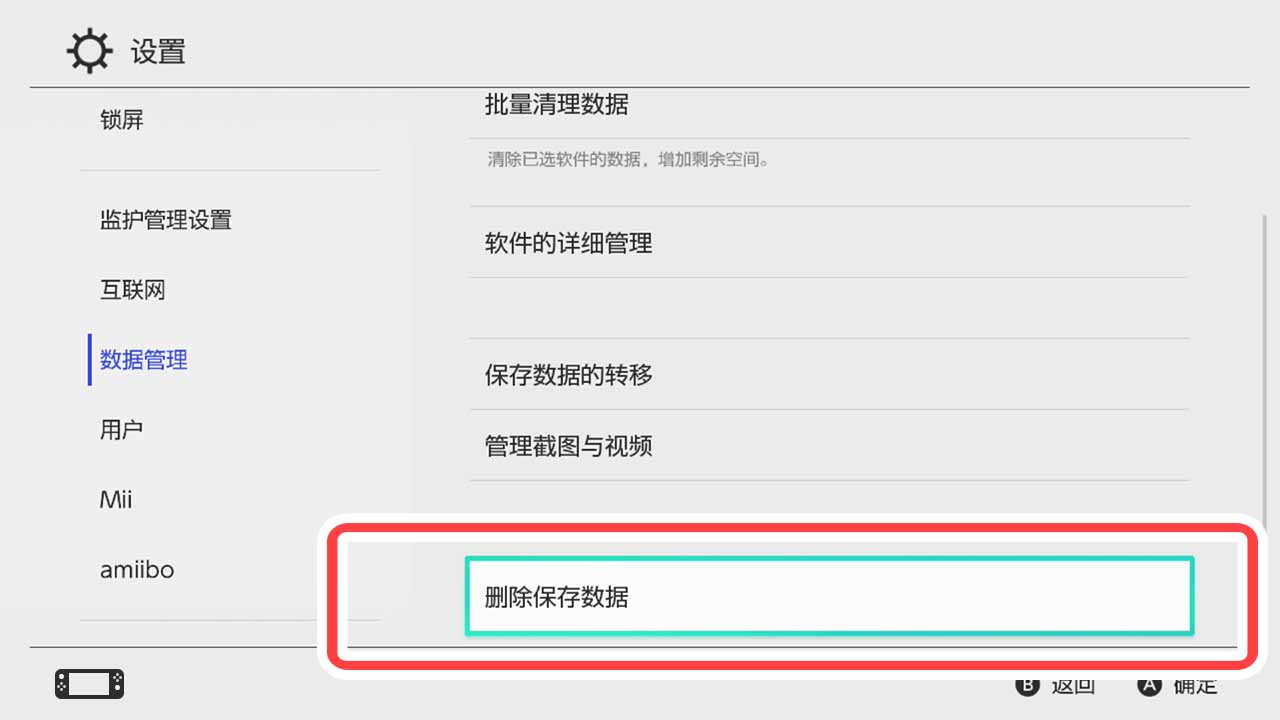 设置
锁屏
监护管理设置
互联网
数据管理
用户
Mii
amiibo
批量清理数据
清除已选软件的数据，增加剩余空间。
软件的详细管理
保存数据的转移
管理截图与视频
删除保存数据
B 返回
A 确定